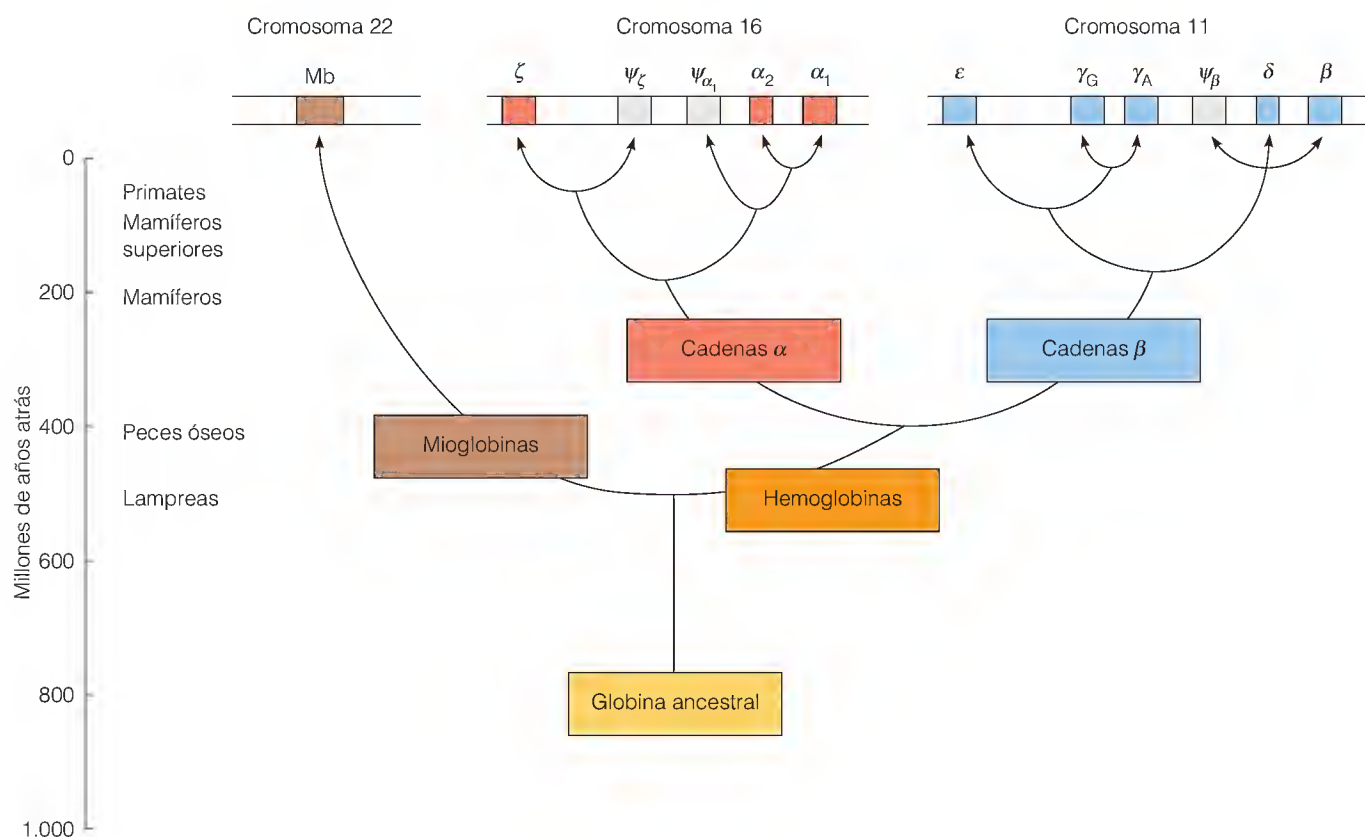 Cromosoma 22
Cromosoma 16
Cromosoma 11
Mb
ζ
ψζ
ψα1
α2
α1
ε
γG
γA
ψβ
δ
β
Millones de años atrás
0
200
400
600
800
1.000
Primates
Mamíferos
superiores
Mamíferos
Peces óseos
Lampreas
Cadenas α
Cadenas β
Mioglobinas
Hemoglobinas
Globina ancestral